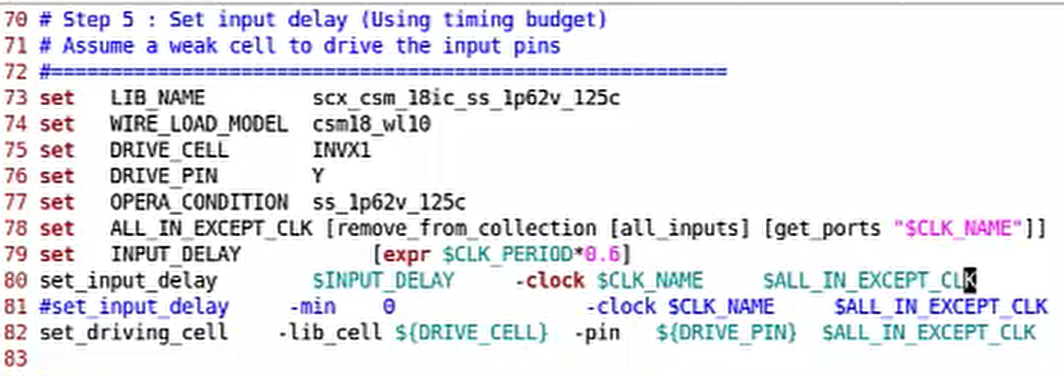 70 # Step 5 : Set input delay (Using timing budget)
71 # Assume a weak cell to drive the input pins
72 #=========================================================
73 set   LIB_NAME         scx_csm_18ic_ss_1p62v_125c
74 set   WIRE_LOAD_MODEL  csm18_wl10
75 set   DRIVE_CELL       INVX1
76 set   DRIVE_PIN        Y
77 set   OPERA_CONDITION  ss_1p62v_125c
78 set   ALL_IN_EXCEPT_CLK [remove_from_collection [all_inputs] [get_ports "$CLK_NAME"]]
79 set   INPUT_DELAY           [expr $CLK_PERIOD*0.6]
80 set_input_delay        $INPUT_DELAY     -clock $CLK_NAME     $ALL_IN_EXCEPT_CLK
81 #set_input_delay     -min    0                -clock $CLK_NAME     $ALL_IN_EXCEPT_CLK
82 set_driving_cell    -lib_cell ${DRIVE_CELL}  -pin   ${DRIVE_PIN}  $ALL_IN_EXCEPT_CLK
83